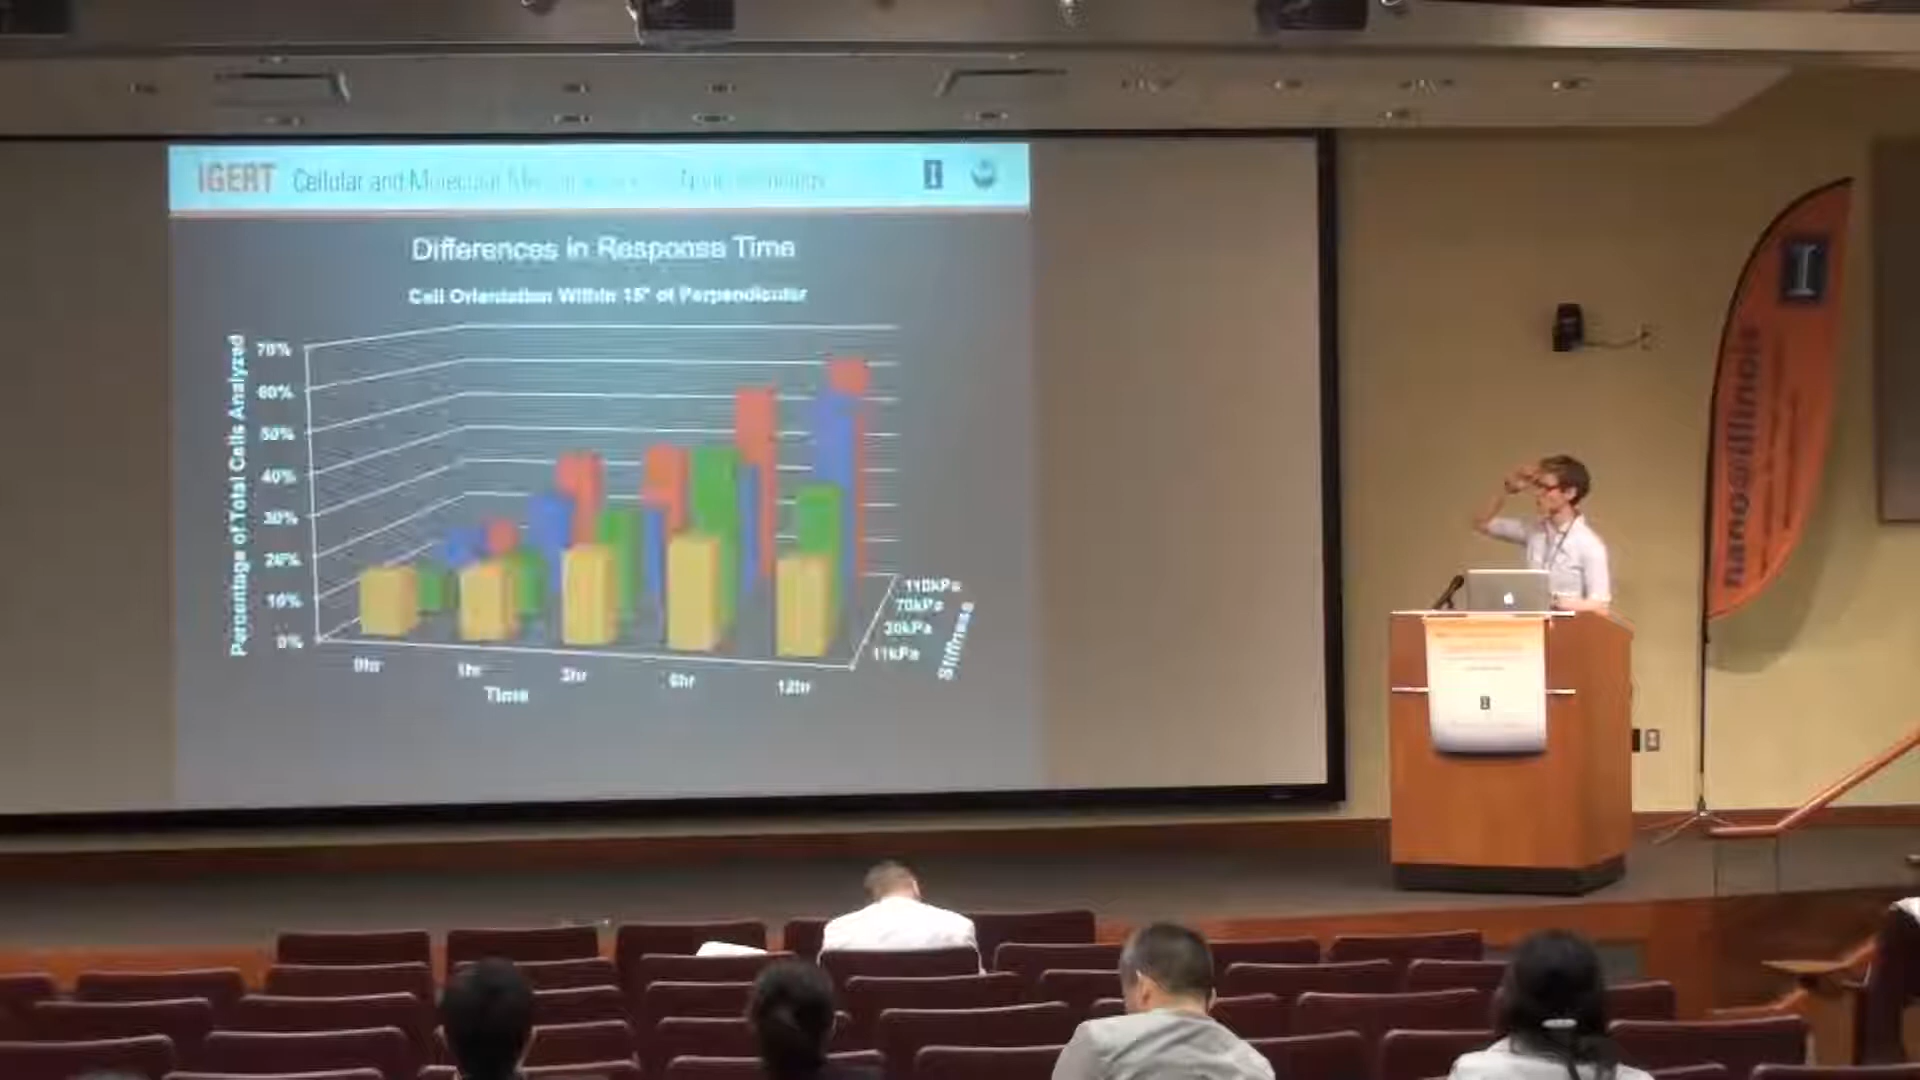 IGERT Cellular and Molecular
Differences in Response Time
Cell Orientation Within 15° of Perpendicular
Percentage of Total Cells Analyzed
70%
60%
50%
40%
30%
20%
10%
0%
0hr
1hr
3hr
6hr
12hr
Time
110kPa
70kPa
30kPa
11kPa
Stiffness
I
I
nano@illinois